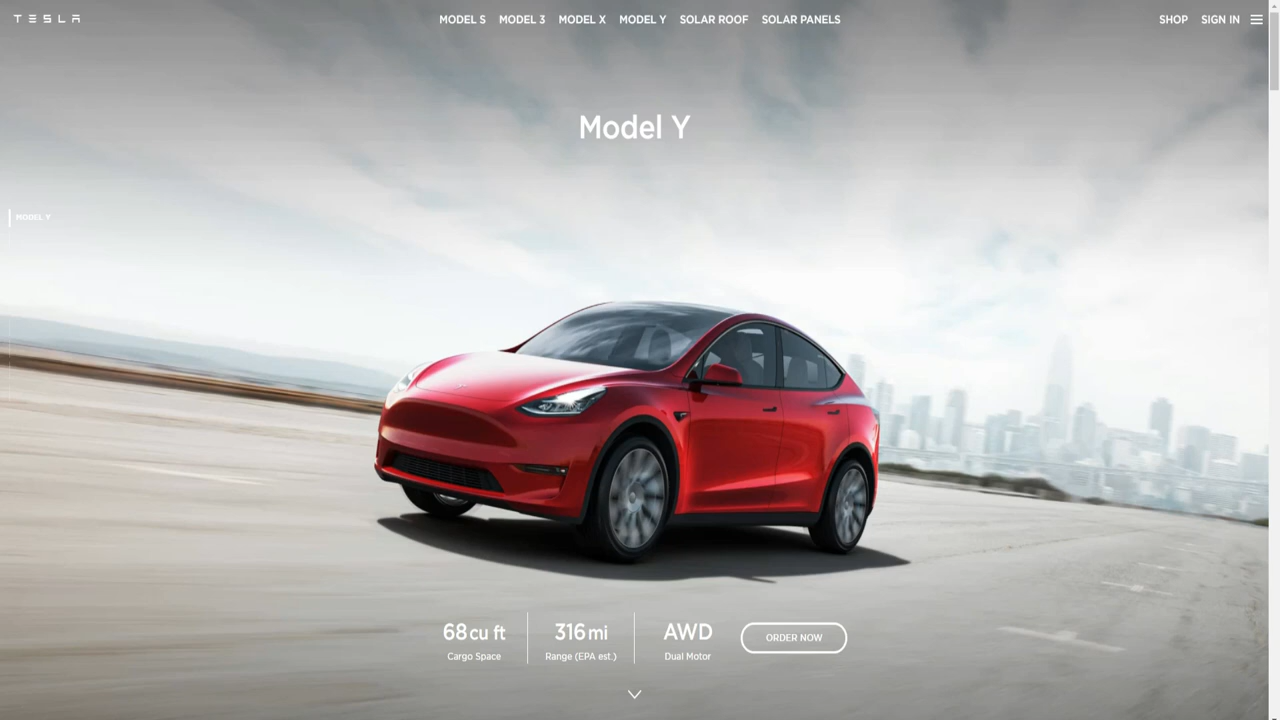 TESLA
MODEL S MODEL 3 MODEL X MODEL Y SOLAR ROOF SOLAR PANELS
SHOP SIGN IN
Model Y
MODEL Y
68 cu ft
Cargo Space
316 mi
Range (EPA est.)
AWD
Dual Motor
ORDER NOW